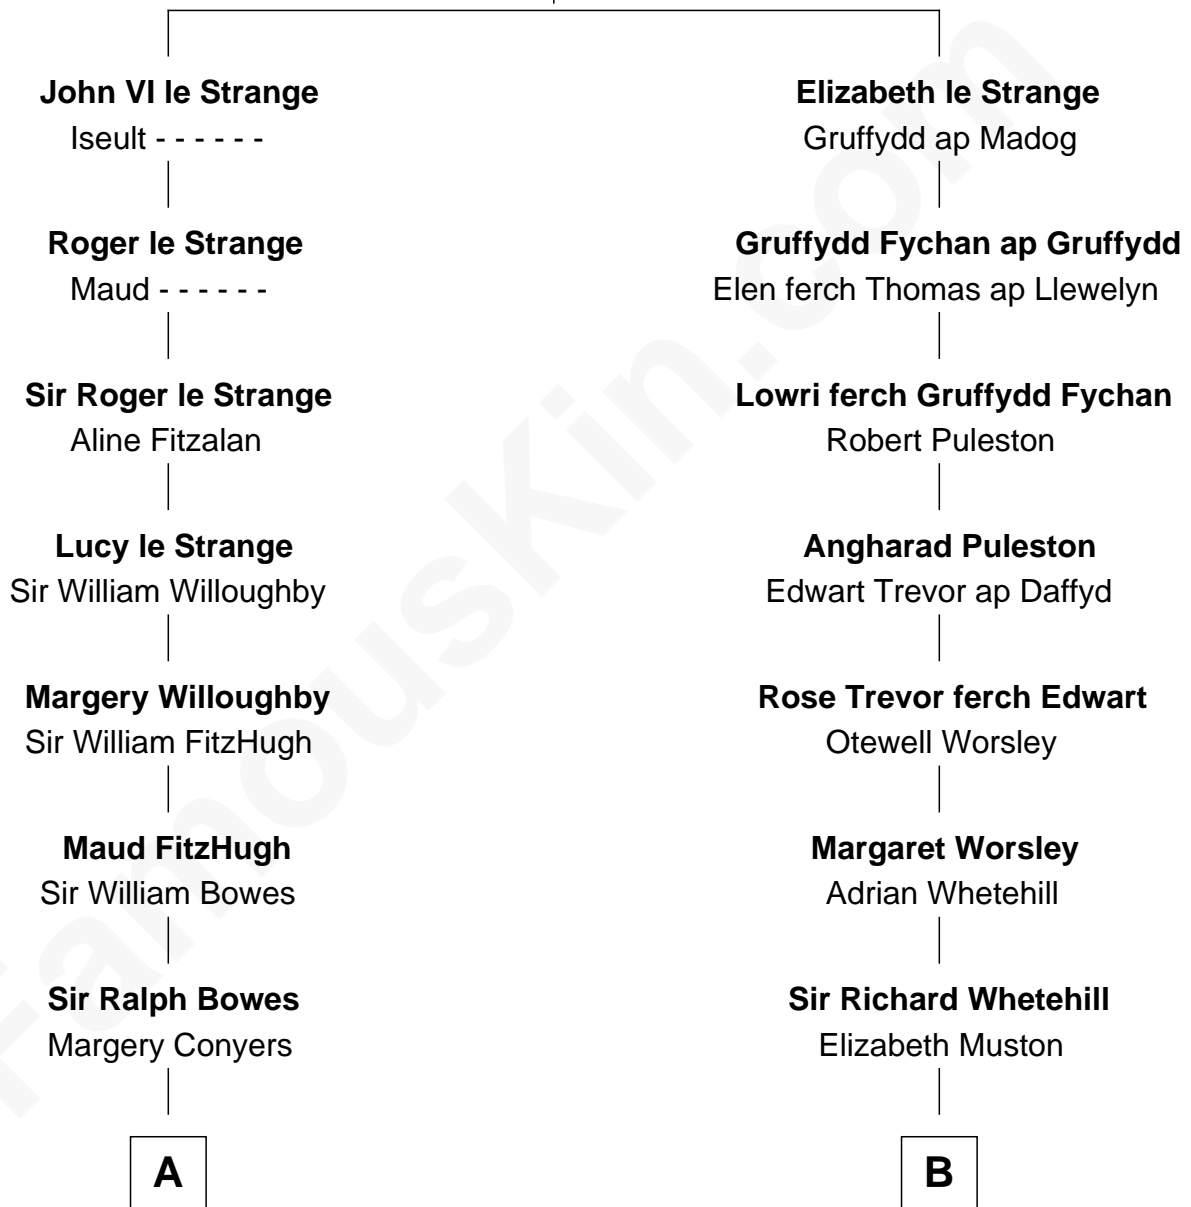 John VI le Strange
Iseult - - - - - -
Roger le Strange
Maud - - - - - -
Sir Roger le Strange
Aline Fitzalan
Lucy le Strange
Sir William Willoughby
Margery Willoughby
Sir William FitzHugh
Maud FitzHugh
Sir William Bowes
Sir Ralph Bowes
Margery Conyers
A
Elizabeth le Strange
Gruffydd ap Madog
Gruffydd Fychan ap Gruffydd
Elen ferch Thomas ap Llewelyn
Lowri ferch Gruffydd Fychan
Robert Puleston
Angharad Puleston
Edwart Trevor ap Daffyd
Rose Trevor ferch Edwart
Otewell Worsley
Margaret Worsley
Adrian Whetehill
Sir Richard Whetehill
Elizabeth Muston
B
FamousKin.com